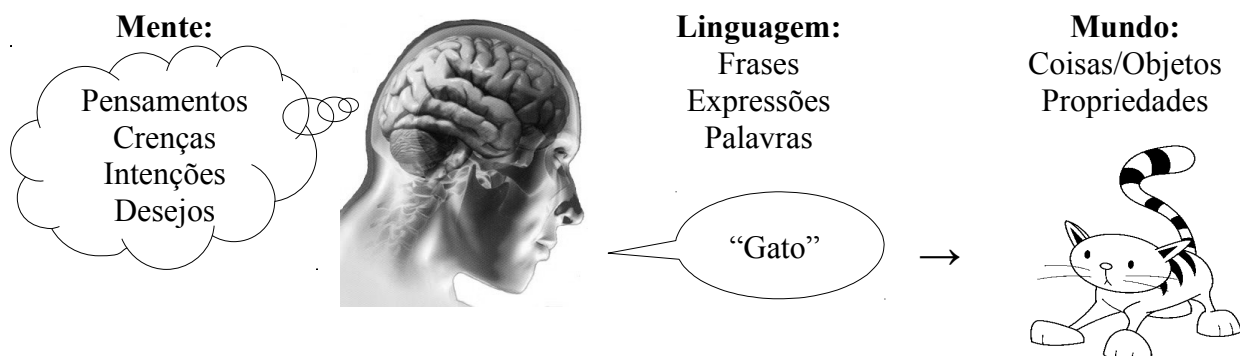 Mente:
Pensamentos
Crenças
Intenções
Desejos
Linguagem:
Frases
Expressões
Palavras
“Gato”
→
Mundo:
Coisas/Objetos
Propriedades